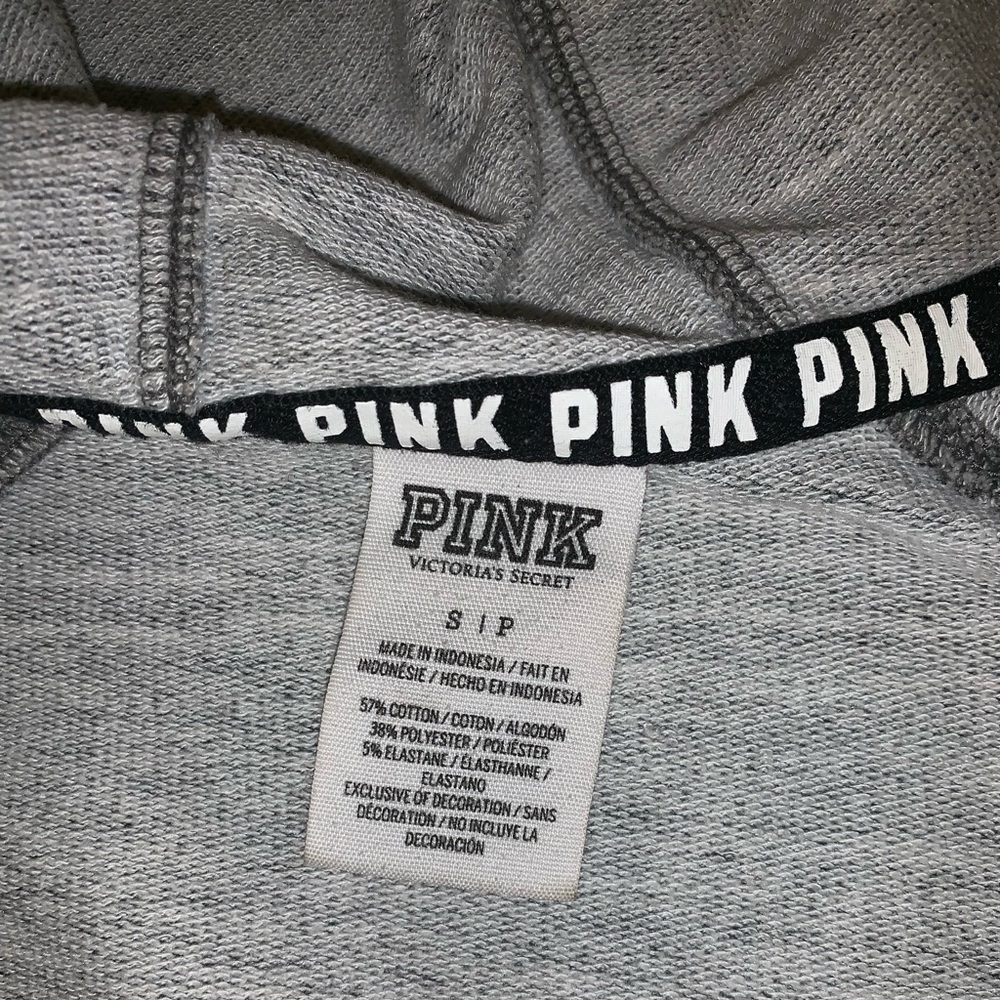 PINK PINK PINK PINK
PINK
VICTORIA'S SECRET
S | P
MADE IN INDONESIA / FAIT EN
INDONÉSIE / HECHO EN INDONESIA
57% COTTON / COTON / ALGODÓN
38% POLYESTER / POLIÉSTER
5% ELASTANE / ÉLASTHANNE /
ELASTANO
EXCLUSIVE OF DECORATION / SANS
DÉCORATION / NO INCLUYE LA
DECORACIÓN